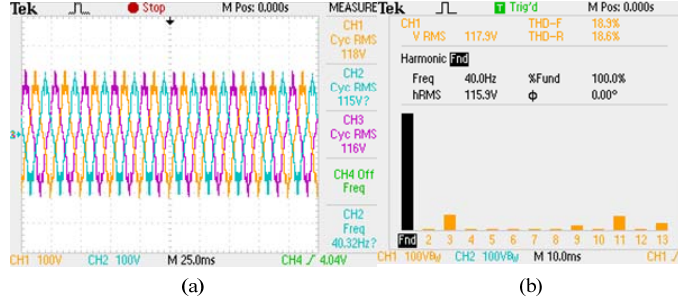 Tek Stop M Pos: 0.000s MEASURE
CH1
Cyc RMS
118V
CH2
Cyc RMS
115V?
CH3
Cyc RMS
116V
CH4 Off
Freq
CH2
Freq
40.32Hz?
3
CH1 100V CH2 100V M 25.0ms CH4 4.04V
(a)
Tek Trig'd M Pos: 0.000s
CH1 THD-F 18.9%
V RMS 117.9V THD-R 18.6%
Harmonic Fnd
Freq 40.0Hz %Fund 100.0%
hRMS 115.9V Φ 0.00°
Fnd 2 3 4 5 6 7 8 9 10 11 12 13
CH1 100VBW CH2 100VBW M 10.0ms CH1
(b)